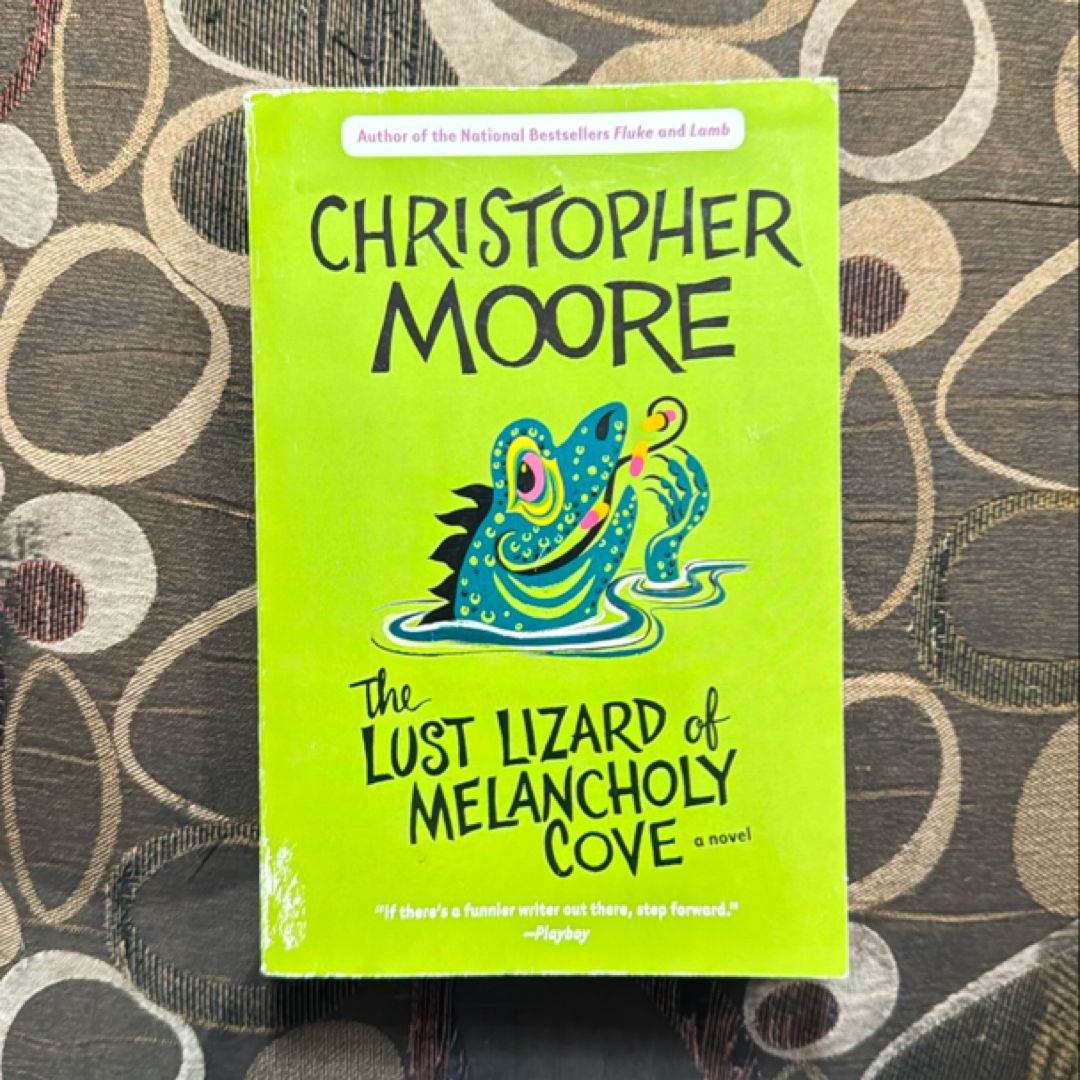 Author of the National Bestsellers Fluke and Lamb
CHRISTOPHER
MOORE
The
LUST LIZARD of
MELANCHOLY
COVE a novel
"If there's a funnier writer out there, step forward."
—Playboy